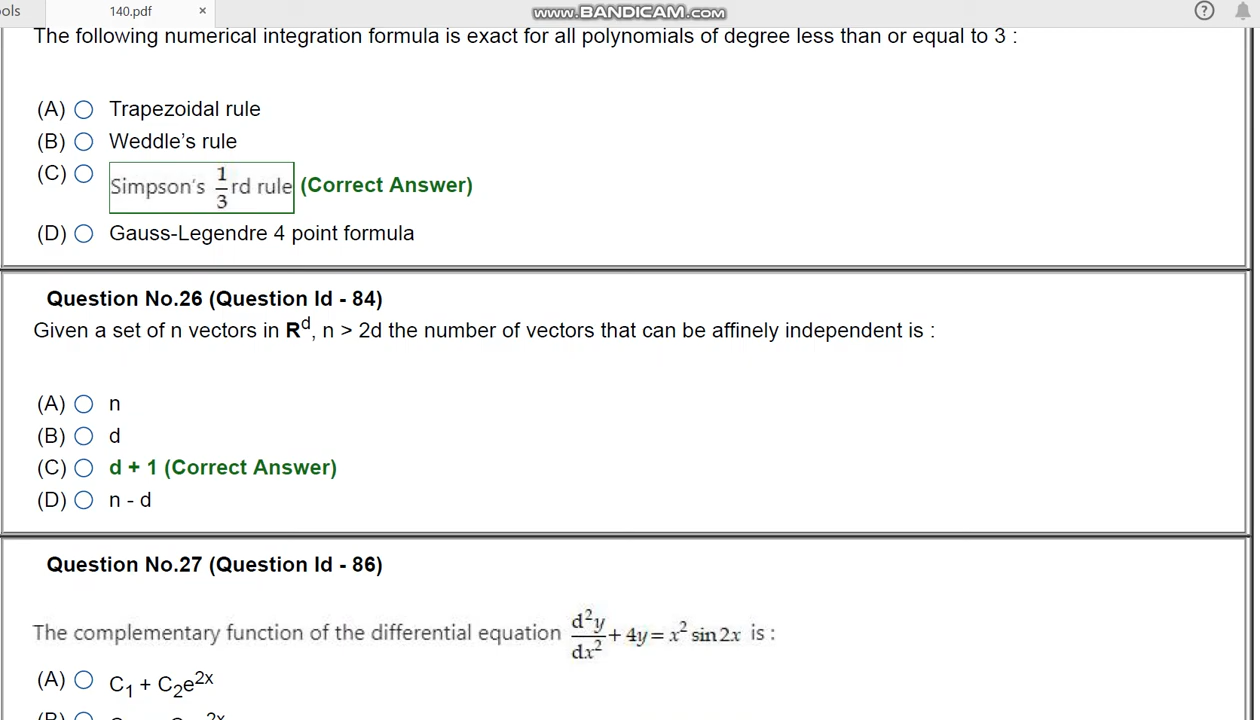 ols 140.pdf × www.BANDICAM.com ?
The following numerical integration formula is exact for all polynomials of degree less than or equal to 3 :
(A) Trapezoidal rule
(B) Weddle’s rule
(C) Simpson's 1/3 rd rule (Correct Answer)
(D) Gauss-Legendre 4 point formula
Question No.26 (Question Id - 84)
Given a set of n vectors in R^d, n > 2d the number of vectors that can be affinely independent is :
(A) n
(B) d
(C) d + 1 (Correct Answer)
(D) n - d
Question No.27 (Question Id - 86)
The complementary function of the differential equation d²y/dx² + 4y = x² sin 2x is :
(A) C₁ + C₂e^2x